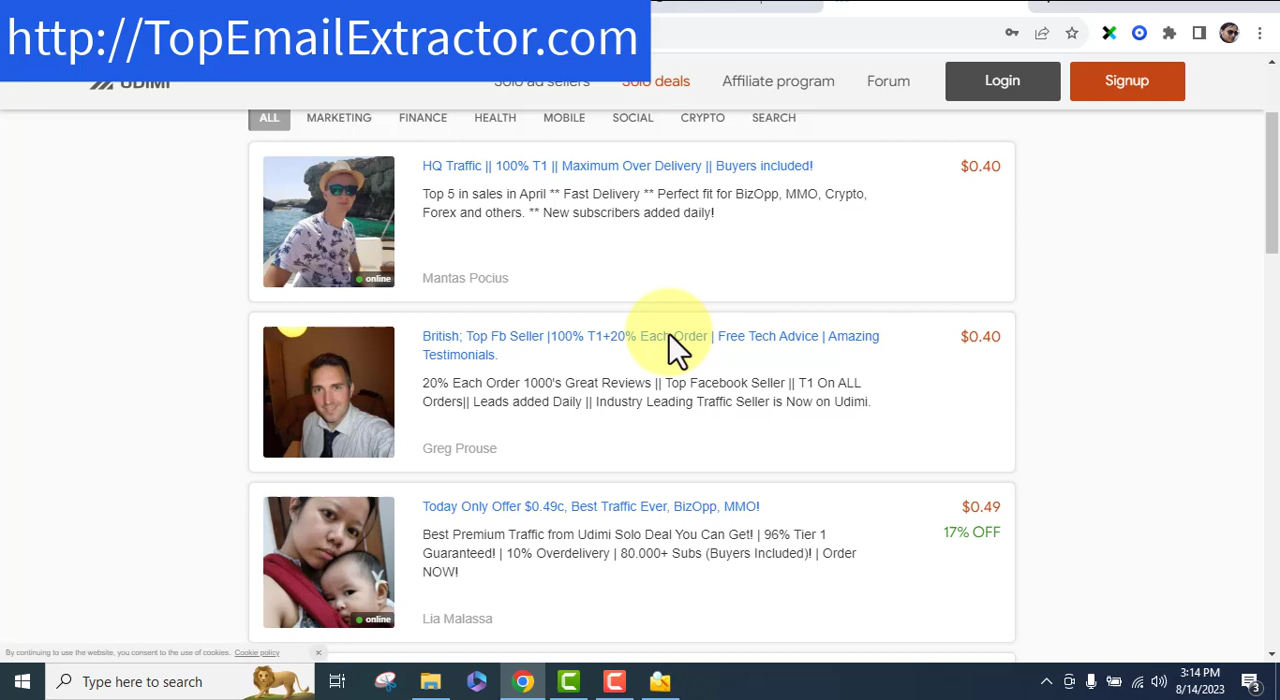 http://TopEmailExtractor.com
UDIMI
Solo ad sellers
Solo deals
Affiliate program
Forum
Login
Signup
ALL
MARKETING
FINANCE
HEALTH
MOBILE
SOCIAL
CRYPTO
SEARCH
HQ Traffic || 100% T1 || Maximum Over Delivery || Buyers included!
$0.40
Top 5 in sales in April ** Fast Delivery ** Perfect fit for BizOpp, MMO, Crypto,
Forex and others. ** New subscribers added daily!
online
Mantas Pocius
British; Top Fb Seller |100% T1+20% Each Order | Free Tech Advice | Amazing
Testimonials.
$0.40
20% Each Order 1000's Great Reviews || Top Facebook Seller || T1 On ALL
Orders|| Leads added Daily || Industry Leading Traffic Seller is Now on Udimi.
Greg Prouse
Today Only Offer $0.49c, Best Traffic Ever, BizOpp, MMO!
$0.49
17% OFF
Best Premium Traffic from Udimi Solo Deal You Can Get! | 96% Tier 1
Guaranteed! | 10% Overdelivery | 80.000+ Subs (Buyers Included)! | Order
NOW!
online
Lia Malassa
By continuing to use the website, you consent to the use of cookies. Cookie policy
Type here to search
3:14 PM
8/14/2023
3